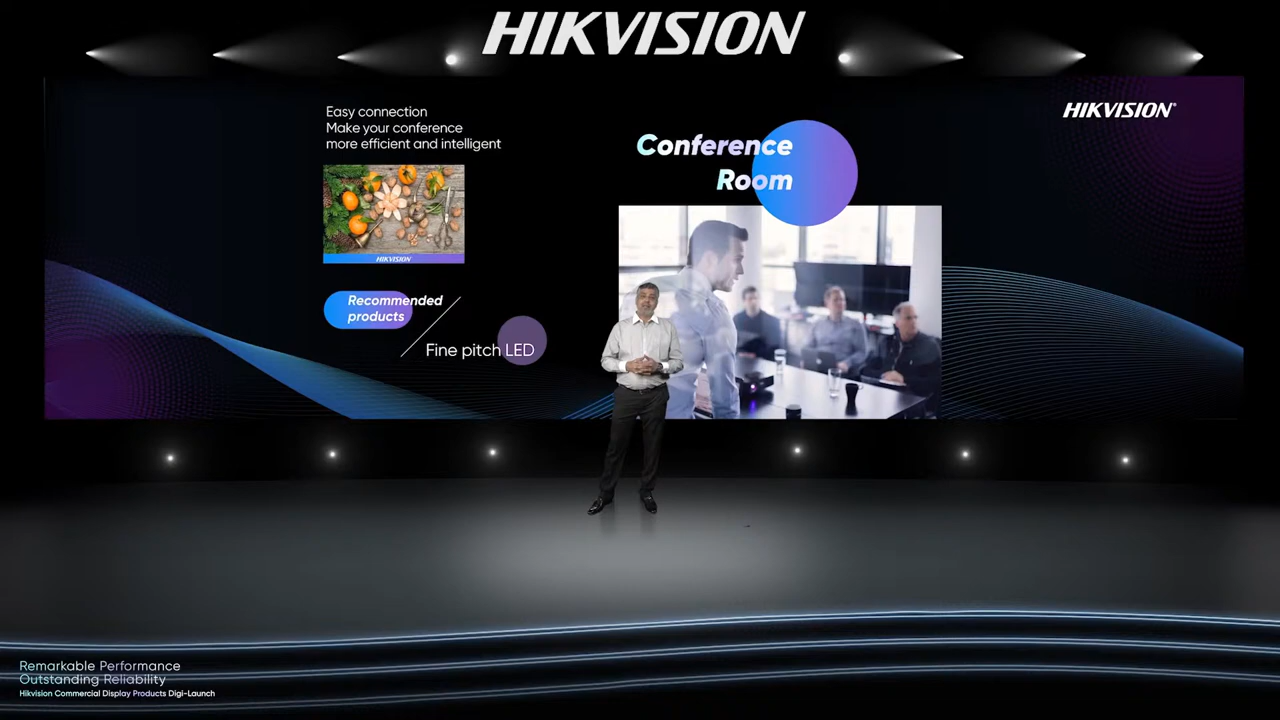 HIKVISION
HIKVISION
Easy connection
Make your conference
more efficient and intelligent
Conference
Room
HIKVISION
Recommended
products
Fine pitch LED
Remarkable Performance
Outstanding Reliability
Hikvision Commercial Display Products Digi-Launch